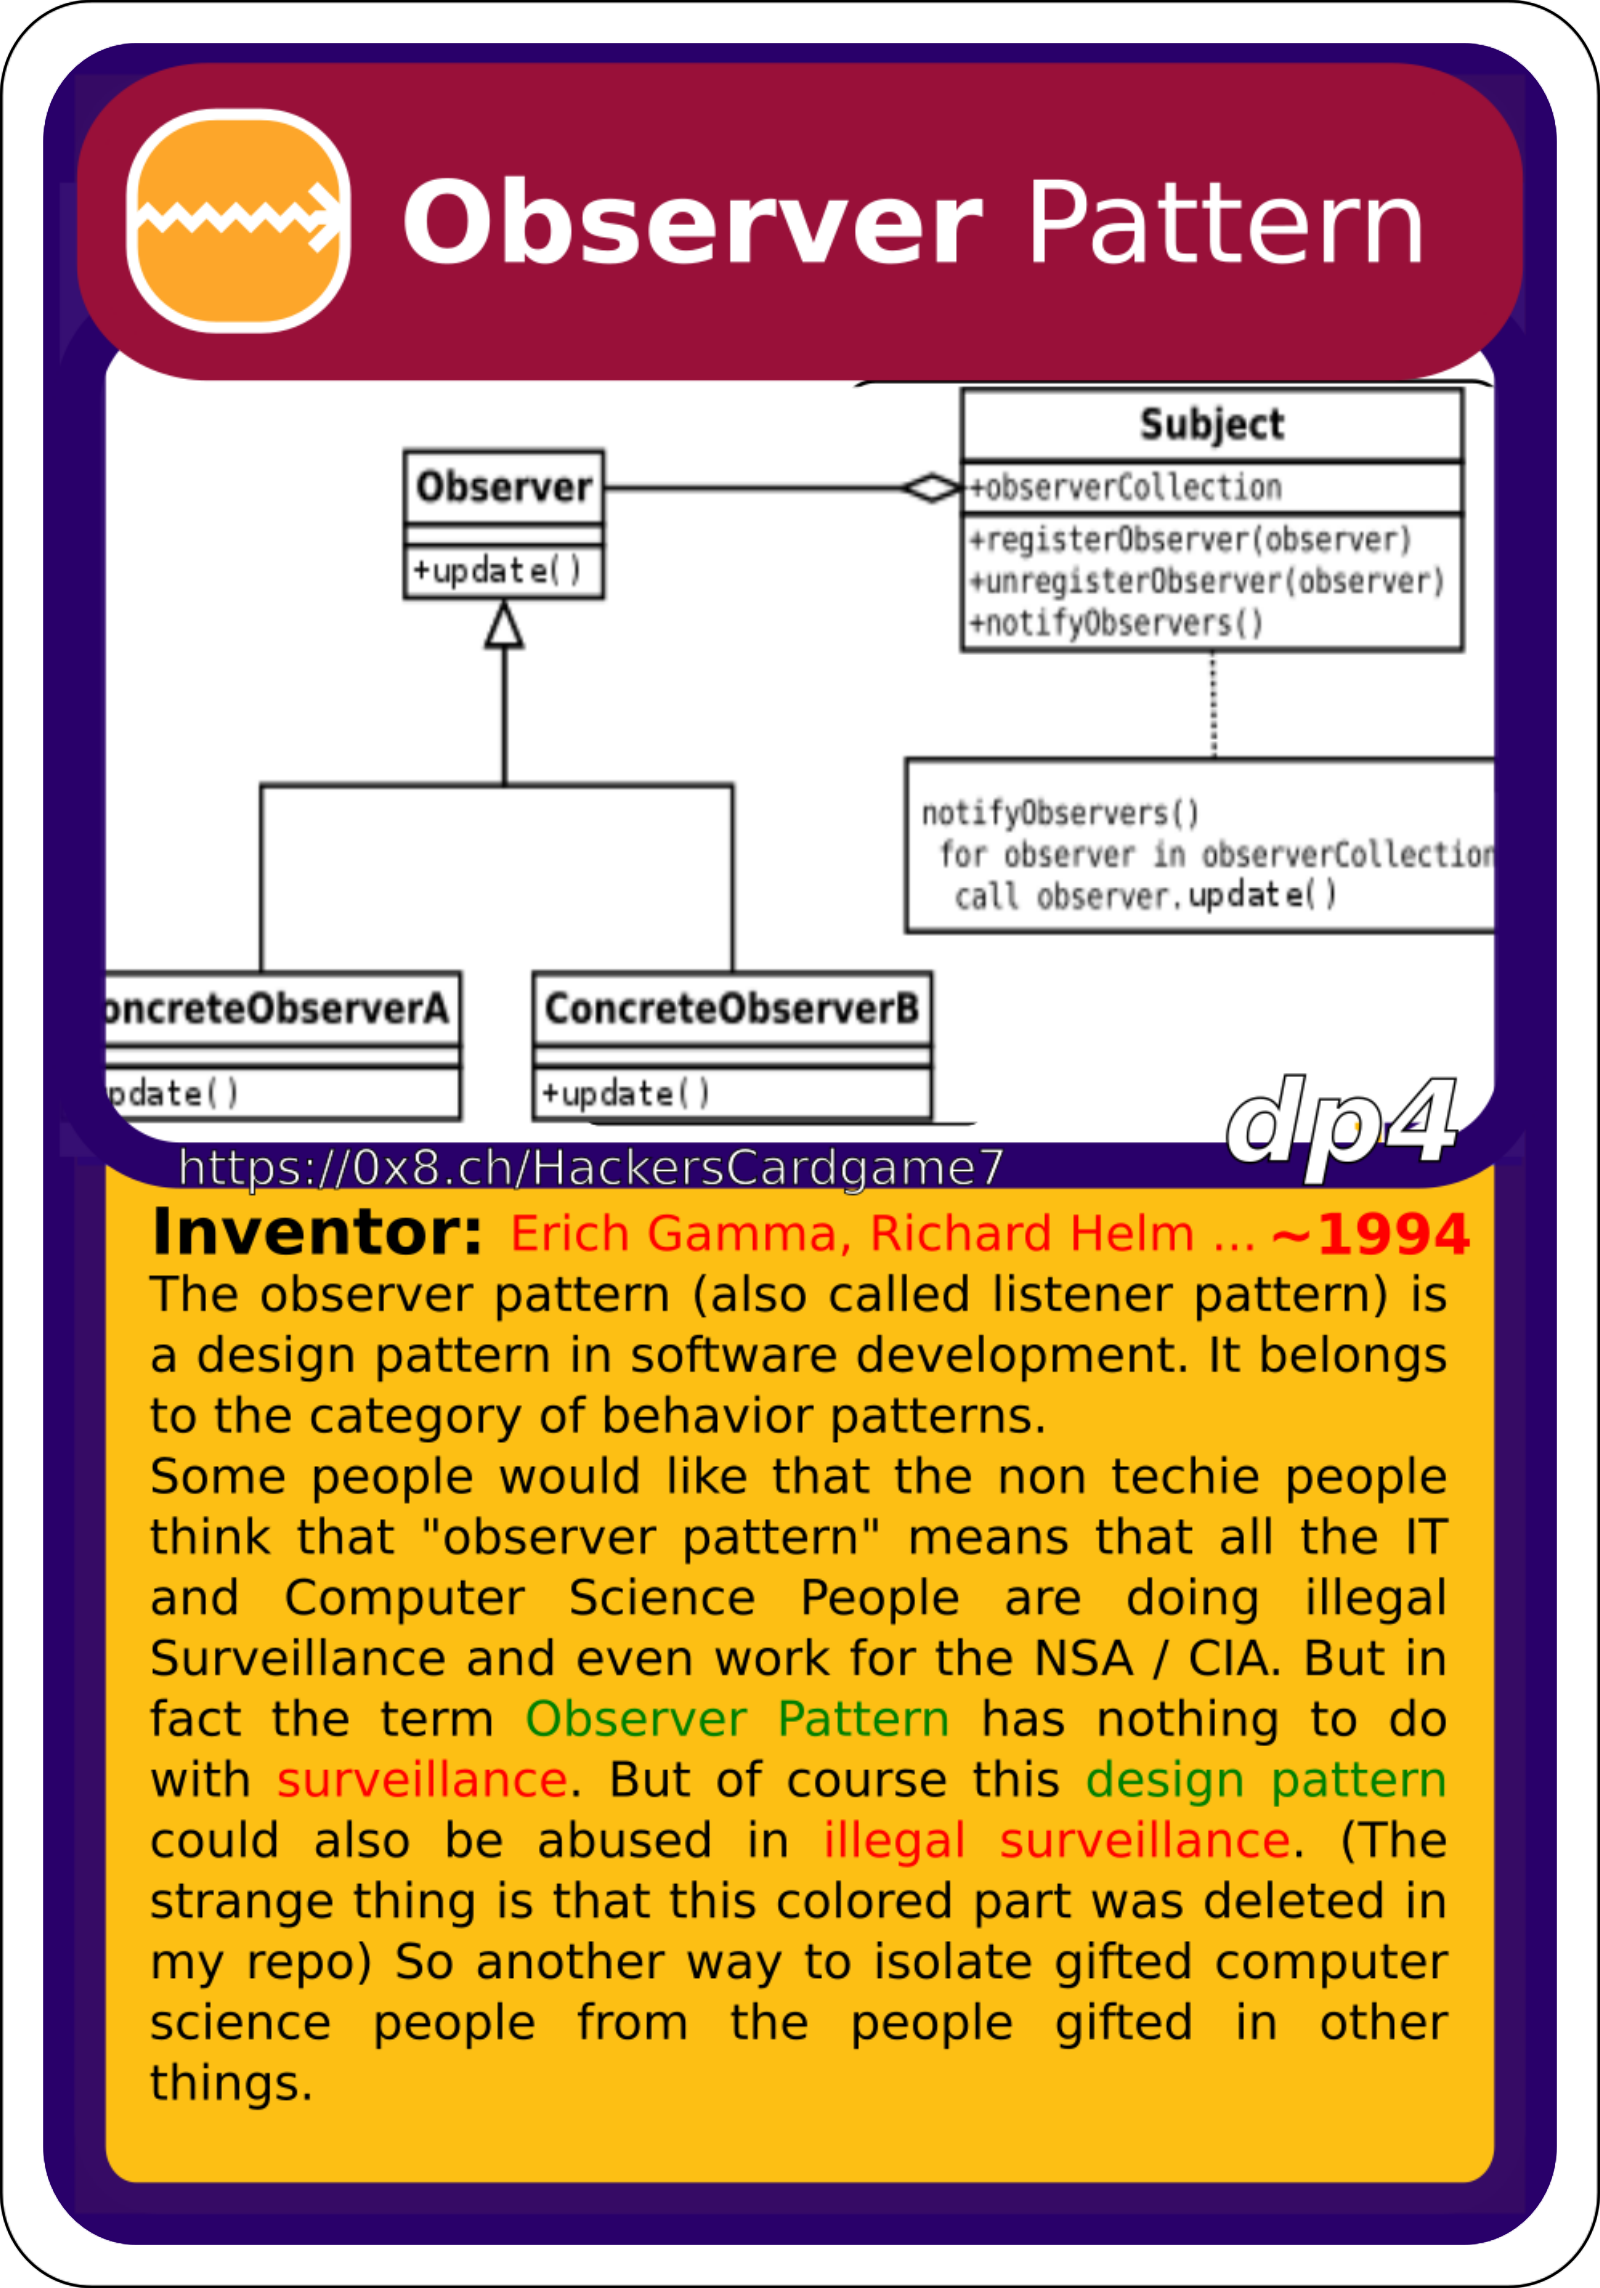 Observer Pattern
Subject
Observer
+observerCollection
+update()
+registerObserver(observer)
+unregisterObserver(observer)
+notifyObservers()
notifyObservers()
for observer in observerCollection
call observer.update()
oncreteObserverA
ConcreteObserverB
pdate()
+update()
dp4
https://0x8.ch/HackersCardgame7
Inventor: Erich Gamma, Richard Helm ... ~1994
The observer pattern (also called listener pattern) is
a design pattern in software development. It belongs
to the category of behavior patterns.
Some people would like that the non techie people
think that "observer pattern" means that all the IT
and Computer Science People are doing illegal
Surveillance and even work for the NSA / CIA. But in
fact the term Observer Pattern has nothing to do
with surveillance. But of course this design pattern
could also be abused in illegal surveillance. (The
strange thing is that this colored part was deleted in
my repo) So another way to isolate gifted computer
science people from the people gifted in other
things.